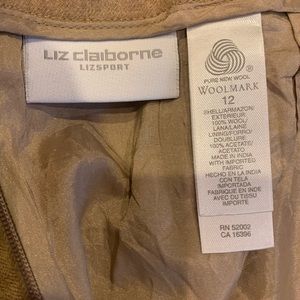 LIZ claiborne
LIZSPORT
PURE NEW WOOL
WOOLMARK
12
SHELL/ARMAZON/
EXTERIEUR
100% WOOL/
LANA/LAINE
LINING/FORRO/
DOUBLURE
100% ACETATE/
ACETATO
MADE IN INDIA
WITH IMPORTED
FABRIC
HECHO EN INDIA
CON TELA
IMPORTADA
FABRIQUE EN INDE
AVEC DU TISSU
IMPORTE
RN 52002
CA 16396